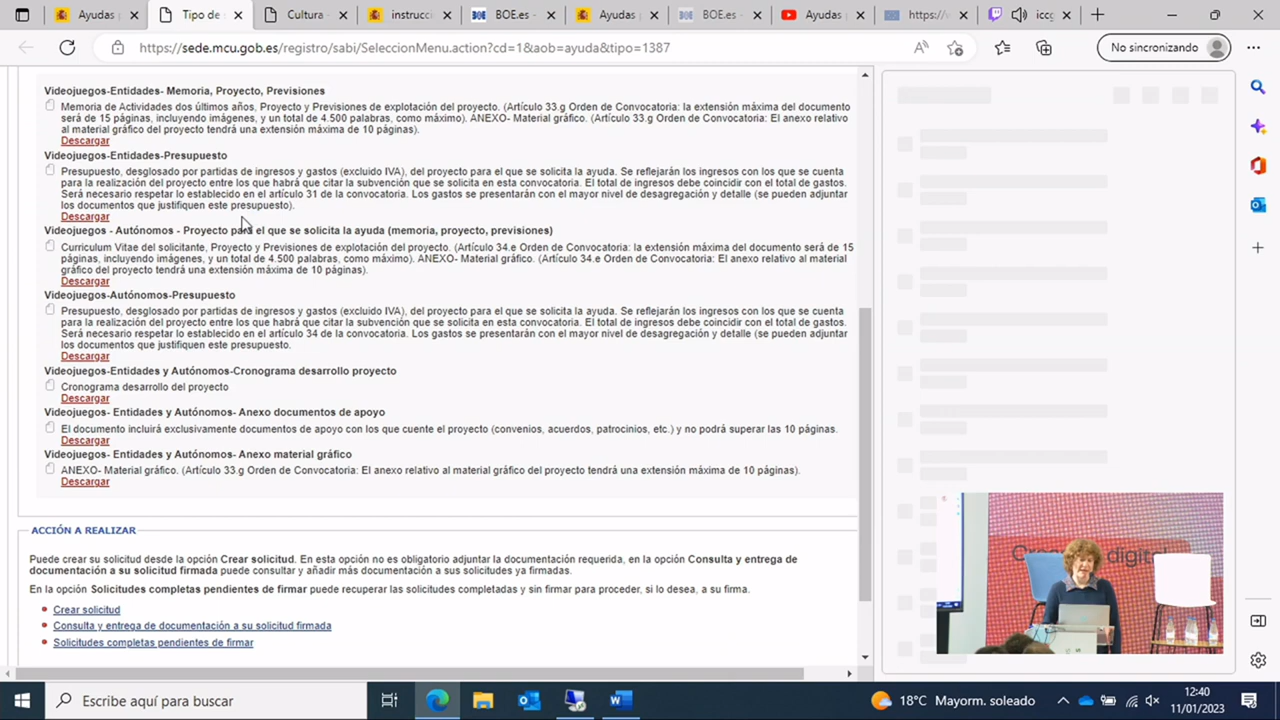 Ayudas p
Tipo de s
Cultura -
instrucci
BOE.es -
Ayudas p
BOE.es -
Ayudas p
https://w
iccg
https://sede.mcu.gob.es/registro/sabi/SeleccionMenu.action?cd=1&aob=ayuda&tipo=1387
No sincronizando
Videojuegos-Entidades- Memoria, Proyecto, Previsiones
Memoria de Actividades dos últimos años, Proyecto y Previsiones de explotación del proyecto. (Artículo 33.g Orden de Convocatoria: la extensión máxima del documento
será de 15 páginas, incluyendo imágenes, y un total de 4.500 palabras, como máximo). ANEXO- Material gráfico. (Artículo 33.g Orden de Convocatoria: El anexo relativo
al material gráfico del proyecto tendrá una extensión máxima de 10 páginas).
Descargar
Videojuegos-Entidades-Presupuesto
Presupuesto, desglosado por partidas de ingresos y gastos (excluido IVA), del proyecto para el que se solicita la ayuda. Se reflejarán los ingresos con los que se cuenta
para la realización del proyecto entre los que habrá que citar la subvención que se solicita en esta convocatoria. El total de ingresos debe coincidir con el total de gastos.
Será necesario respetar lo establecido en el artículo 31 de la convocatoria. Los gastos se presentarán con el mayor nivel de desagregación y detalle (se pueden adjuntar
los documentos que justifiquen este presupuesto).
Descargar
Videojuegos - Autónomos - Proyecto para el que se solicita la ayuda (memoria, proyecto, previsiones)
Curriculum Vitae del solicitante, Proyecto y Previsiones de explotación del proyecto. (Artículo 34.e Orden de Convocatoria: la extensión máxima del documento será de 15
páginas, incluyendo imágenes, y un total de 4.500 palabras, como máximo). ANEXO- Material gráfico. (Artículo 34.e Orden de Convocatoria: El anexo relativo al material
gráfico del proyecto tendrá una extensión máxima de 10 páginas).
Descargar
Videojuegos-Autónomos-Presupuesto
Presupuesto, desglosado por partidas de ingresos y gastos (excluido IVA), del proyecto para el que se solicita la ayuda. Se reflejarán los ingresos con los que se cuenta
para la realización del proyecto entre los que habrá que citar la subvención que se solicita en esta convocatoria. El total de ingresos debe coincidir con el total de gastos.
Será necesario respetar lo establecido en el artículo 34 de la convocatoria. Los gastos se presentarán con el mayor nivel de desagregación y detalle (se pueden adjuntar
los documentos que justifiquen este presupuesto.
Descargar
Videojuegos-Entidades y Autónomos-Cronograma desarrollo proyecto
Cronograma desarrollo del proyecto
Descargar
Videojuegos- Entidades y Autónomos- Anexo documentos de apoyo
El documento incluirá exclusivamente documentos de apoyo con los que cuente el proyecto (convenios, acuerdos, patrocinios, etc.) y no podrá superar las 10 páginas.
Descargar
Videojuegos- Entidades y Autónomos- Anexo material gráfico
ANEXO- Material gráfico. (Artículo 33.g Orden de Convocatoria: El anexo relativo al material gráfico del proyecto tendrá una extensión máxima de 10 páginas).
Descargar
ACCIÓN A REALIZAR
Puede crear su solicitud desde la opción Crear solicitud. En esta opción no es obligatorio adjuntar la documentación requerida, en la opción Consulta y entrega de
documentación a su solicitud firmada puede consultar y añadir más documentación a sus solicitudes ya firmadas.
En la opción Solicitudes completas pendientes de firmar puede recuperar las solicitudes completadas y sin firmar para proceder, si lo desea, a su firma.
Crear solicitud
Consulta y entrega de documentación a su solicitud firmada
Solicitudes completas pendientes de firmar
digital
Escribe aquí para buscar
18°C Mayorm. soleado
12:40
11/01/2023